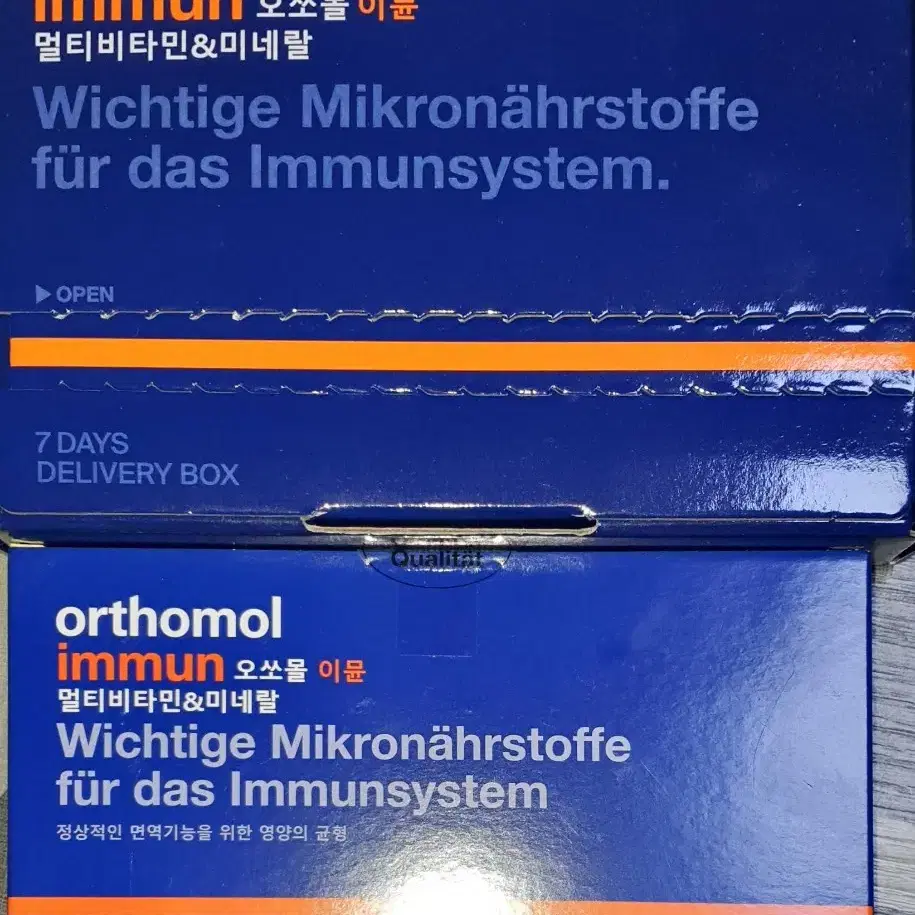 immun 오쏘몰 이뮨
멀티비타민&미네랄
Wichtige Mikronährstoffe
für das Immunsystem.
▶ OPEN
7 DAYS
DELIVERY BOX
Qualität
orthomol
immun 오쏘몰 이뮨
멀티비타민&미네랄
Wichtige Mikronährstoffe
für das Immunsystem
정상적인 면역기능을 위한 영양의 균형